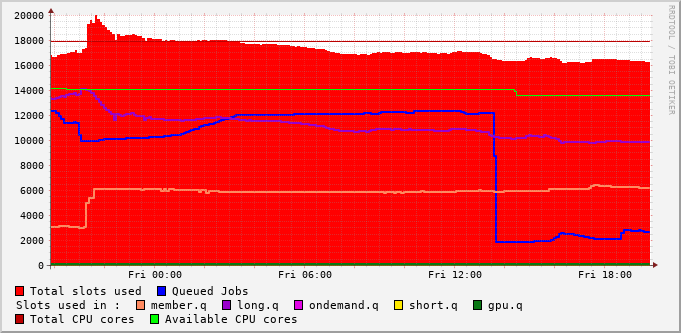 20000
18000
16000
14000
12000
10000
8000
6000
4000
2000
0
Fri 00:00 Fri 06:00 Fri 12:00 Fri 18:00
Total slots used Queued Jobs
Slots used in : member.q long.q ondemand.q short.q gpu.q
Total CPU cores Available CPU cores
RRDTOOL / TOBI OETIKER